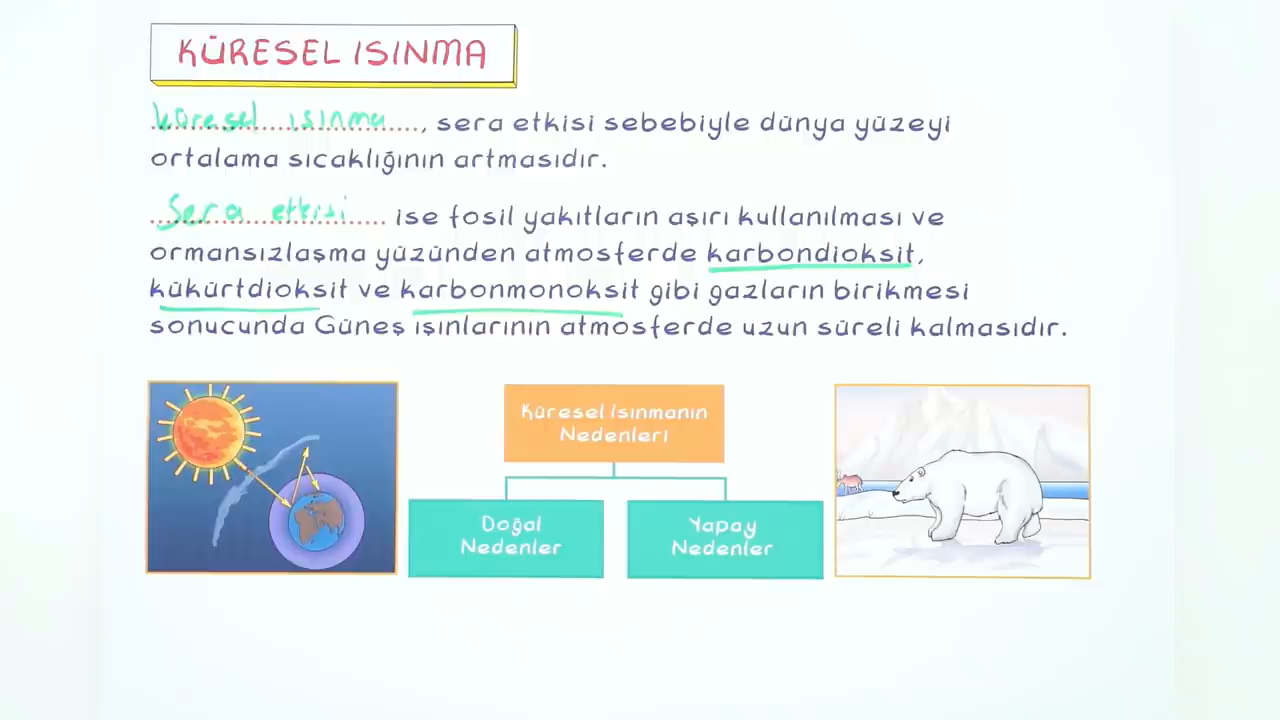 KÜRESEL ISINMA
küresel ısınma, sera etkisi sebebiyle dünya yüzeyi
ortalama sıcaklığının artmasıdır.
Sera etkisi ise fosil yakıtların aşırı kullanılması ve
ormansızlaşma yüzünden atmosferde karbondioksit,
kükürtdioksit ve karbonmonoksit gibi gazların birikmesi
sonucunda Güneş ışınlarının atmosferde uzun süreli kalmasıdır.
Küresel Isınmanın
Nedenleri
Doğal
Nedenler
Yapay
Nedenler